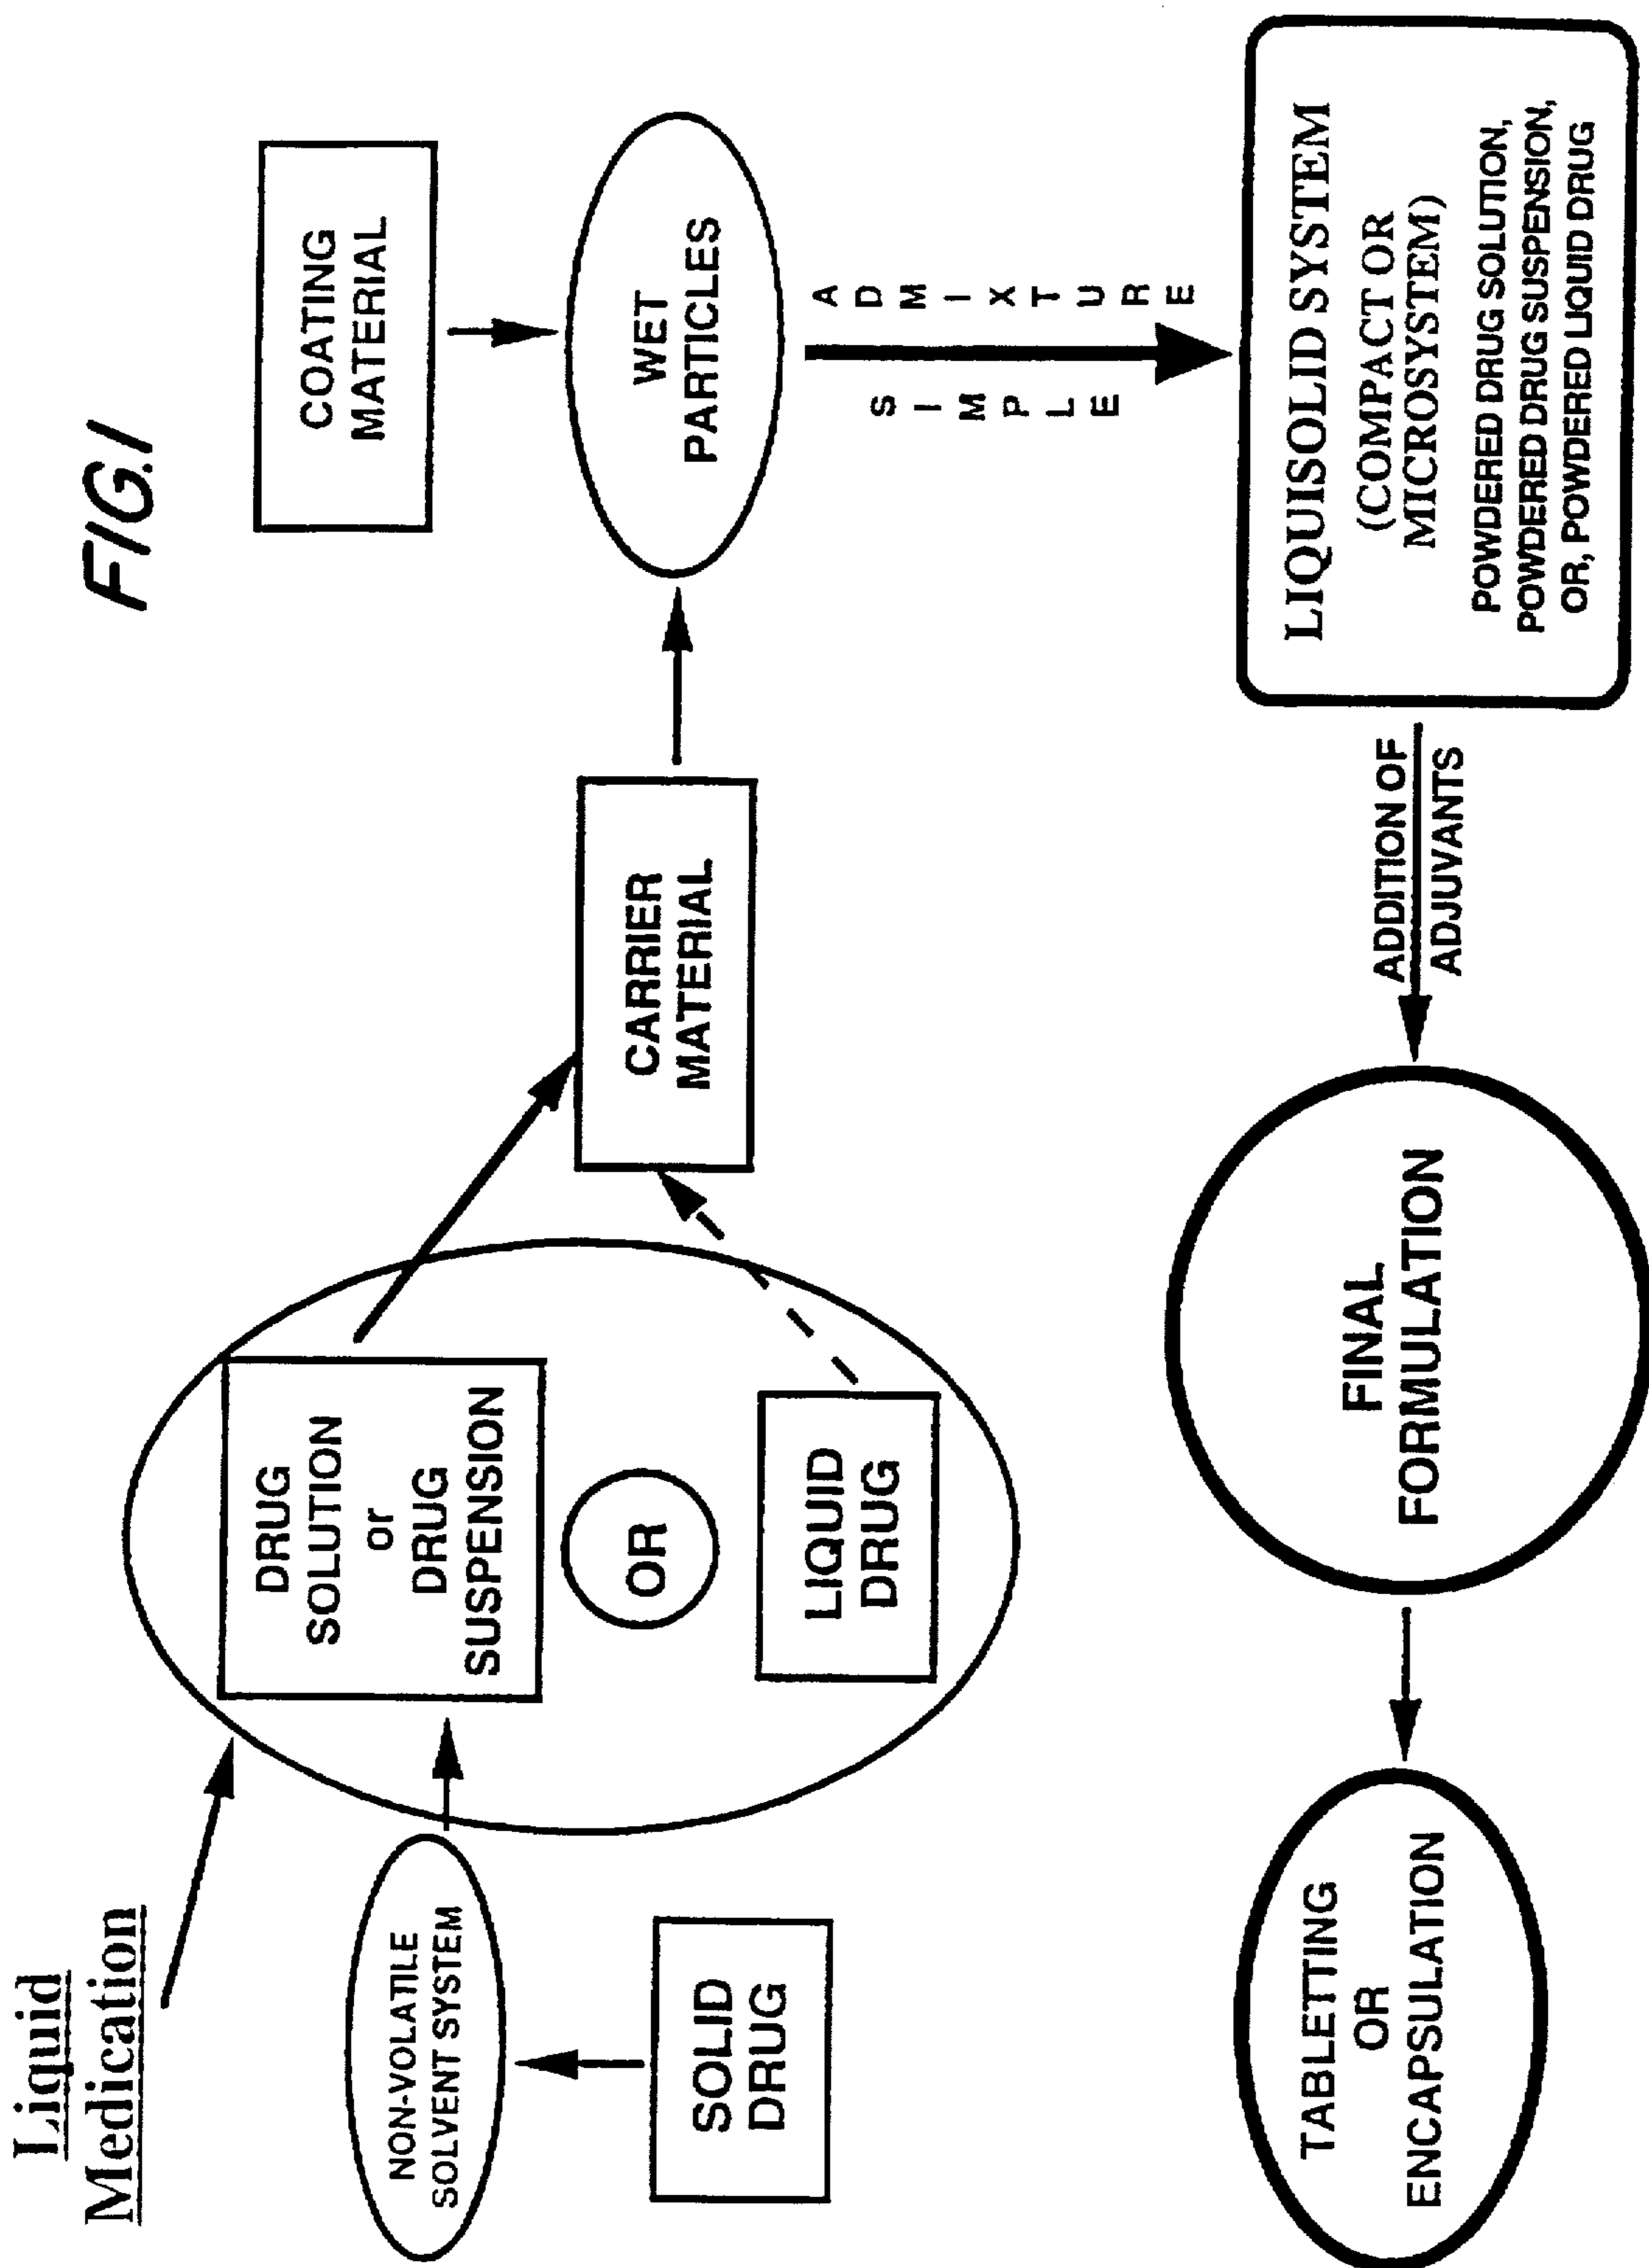 FIG.1
Liquid
Medication
NON-VOLATILE
SOLVENT SYSTEM
SOLID
DRUG
DRUG
SOLUTION
or
DRUG
SUSPENSION
OR
LIQUID
DRUG
CARRIER
MATERIAL
COATING
MATERIAL
WET
PARTICLES
SIMPLE
ADMIXTURE
LIQUISOLID SYSTEM
(COMPACT OR
MICROSYSTEM)
POWDERED DRUG SOLUTION,
POWDERED DRUG SUSPENSION,
OR, POWDERED LIQUID DRUG
ADDITION OF
ADJUVANTS
FINAL
FORMULATION
TABLETTING
OR
ENCAPSULATION